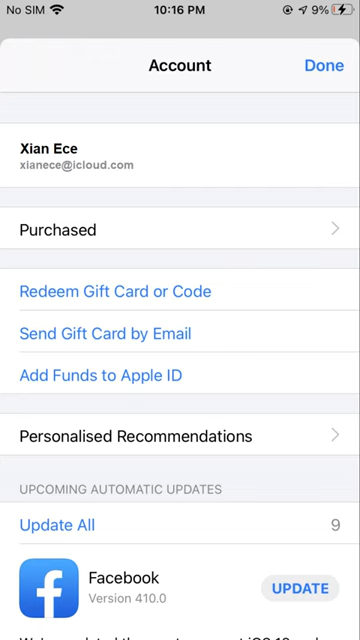 No SIM 10:16 PM 9%
Account Done
Xian Ece
xianece@icloud.com
Purchased
Redeem Gift Card or Code
Send Gift Card by Email
Add Funds to Apple ID
Personalised Recommendations
UPCOMING AUTOMATIC UPDATES
Update All 9
Facebook
Version 410.0
UPDATE